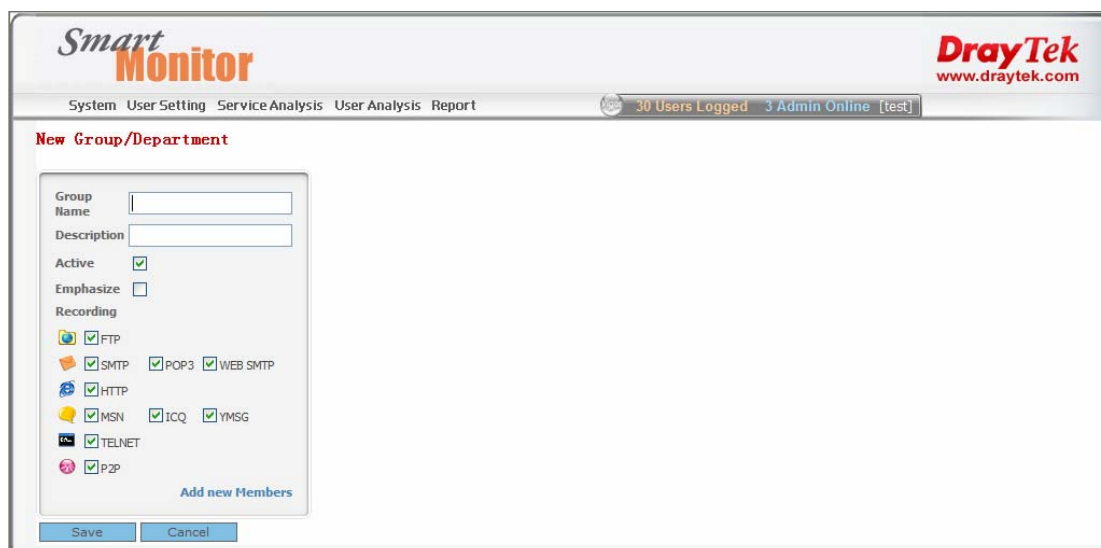 Smart Monitor
DrayTek
www.draytek.com
System User Setting Service Analysis User Analysis Report
30 Users Logged 3 Admin Online [test]
New Group/Department
Group Name
Description
Active
Emphasize
Recording
FTP
SMTP POP3 WEB SMTP
HTTP
MSN ICQ YMSG
TELNET
P2P
Add new Members
Save Cancel